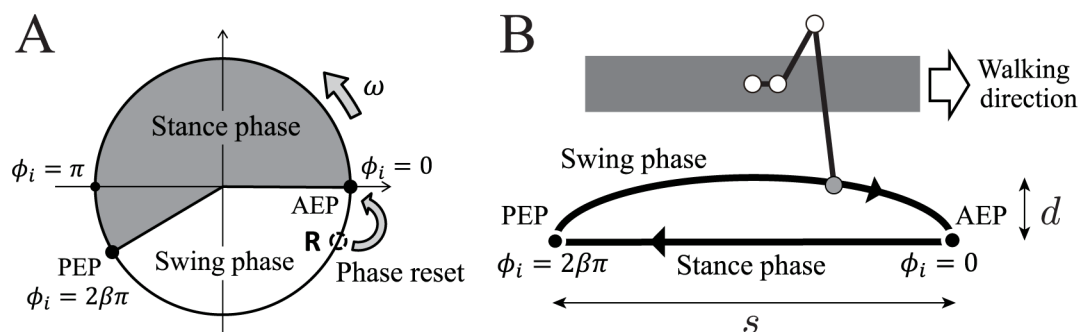 A
ω
Stance phase
ϕᵢ = π
ϕᵢ = 0
AEP
R
PEP
Swing phase
Phase reset
ϕᵢ = 2βπ
B
Walking
direction
Swing phase
PEP
AEP
d
ϕᵢ = 2βπ
Stance phase
ϕᵢ = 0
s